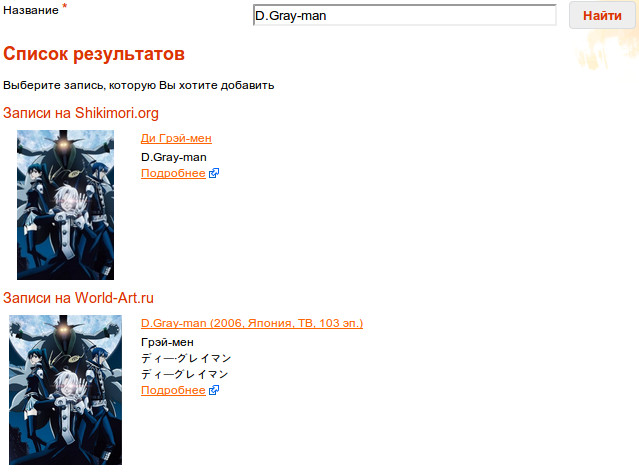 Название *
D.Gray-man
Найти
Список результатов
Выберите запись, которую Вы хотите добавить
Записи на Shikimori.org
Ди Грэй-мен
D.Gray-man
Подробнее
Записи на World-Art.ru
D.Gray-man (2006, Япония, ТВ, 103 эп.)
Грэй-мен
ディー·グレイマン
ディー·グレイマン
Подробнее